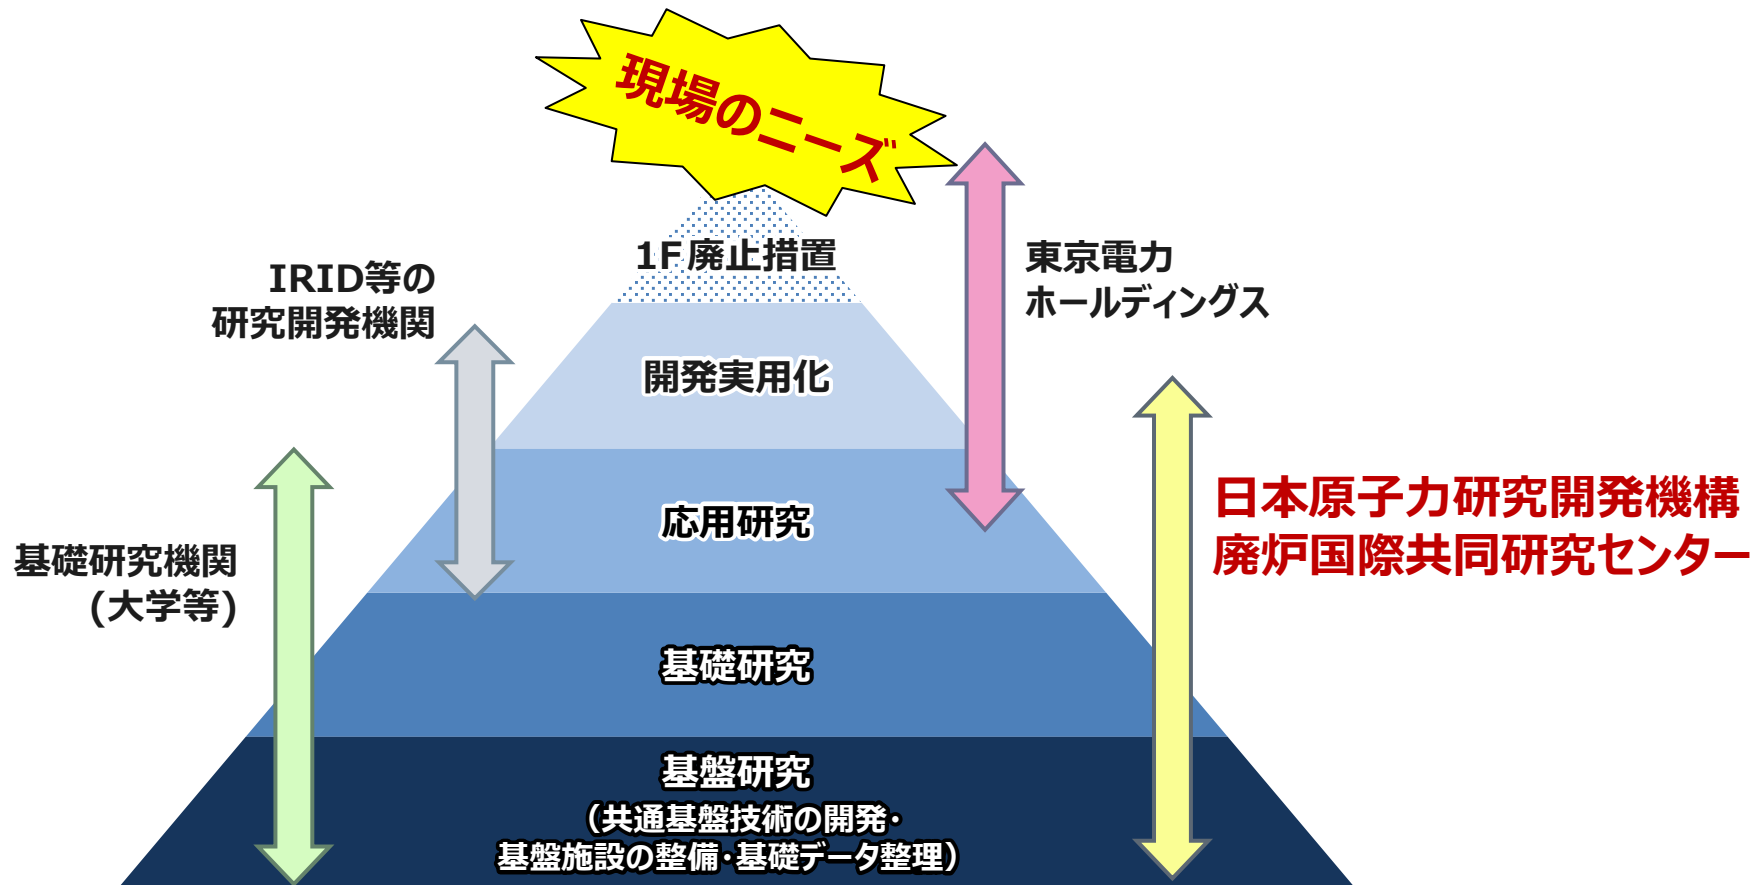 現場のニーズ
1F廃止措置
東京電力
ホールディングス
IRID等の
研究開発機関
開発実用化
応用研究
日本原子力研究開発機構
廃炉国際共同研究センター
基礎研究機関
(大学等)
基礎研究
基盤研究
（共通基盤技術の開発・
基盤施設の整備・基礎データ整理）